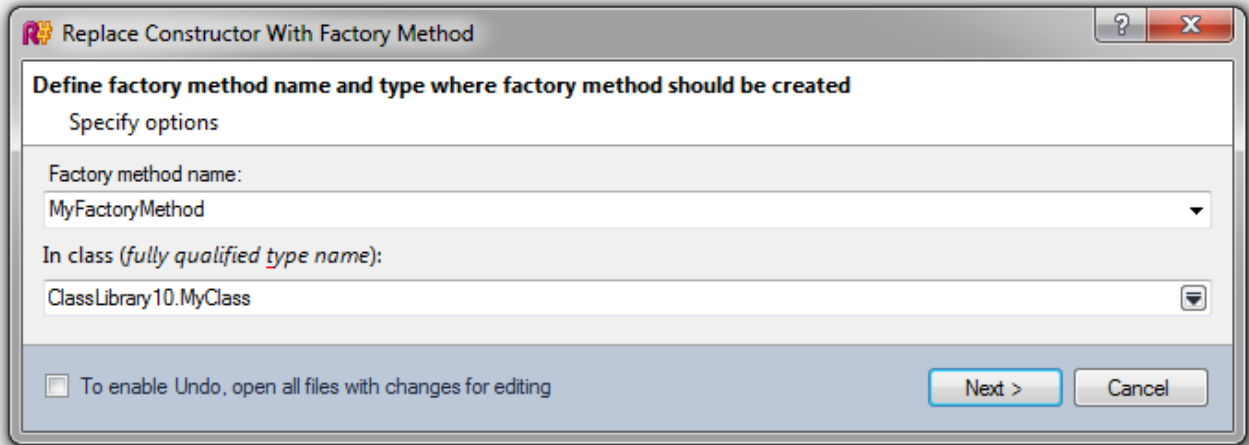 R# Replace Constructor With Factory Method ? X
Define factory method name and type where factory method should be created
Specify options
Factory method name:
MyFactoryMethod
In class (fully qualified type name):
ClassLibrary10.MyClass
To enable Undo, open all files with changes for editing Next > Cancel